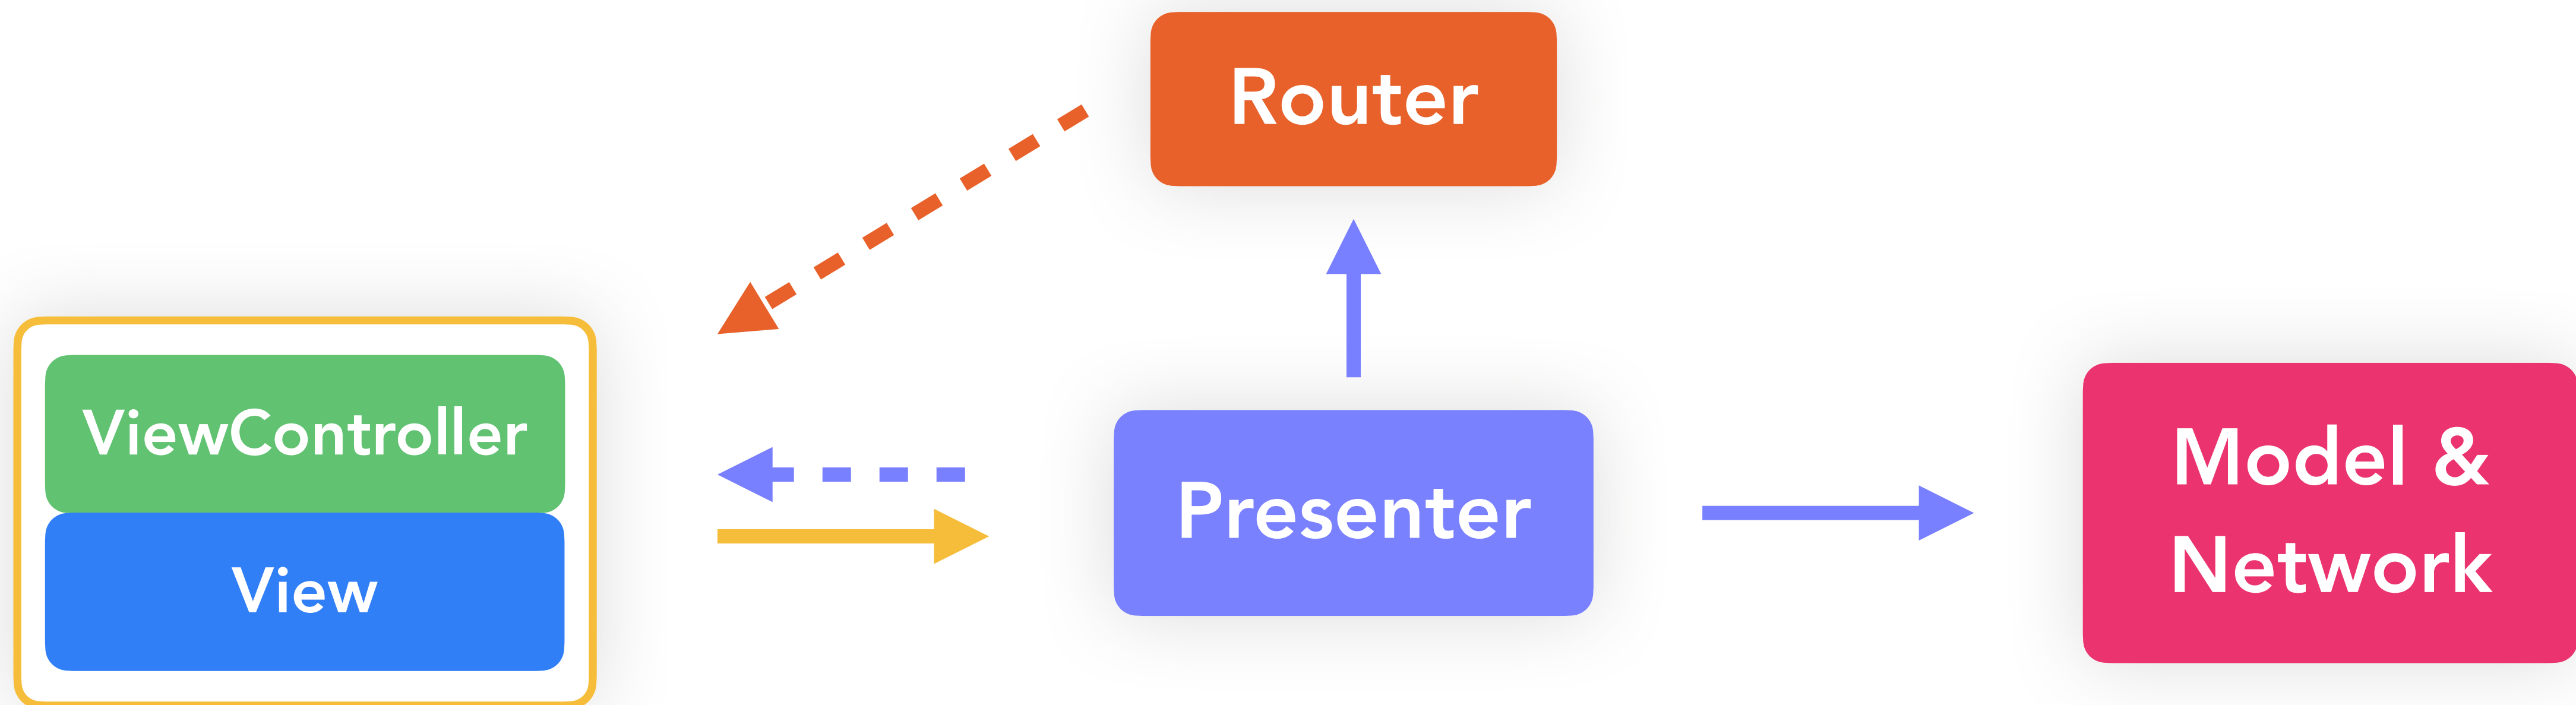 Router
ViewController
View
Presenter
Model &
Network